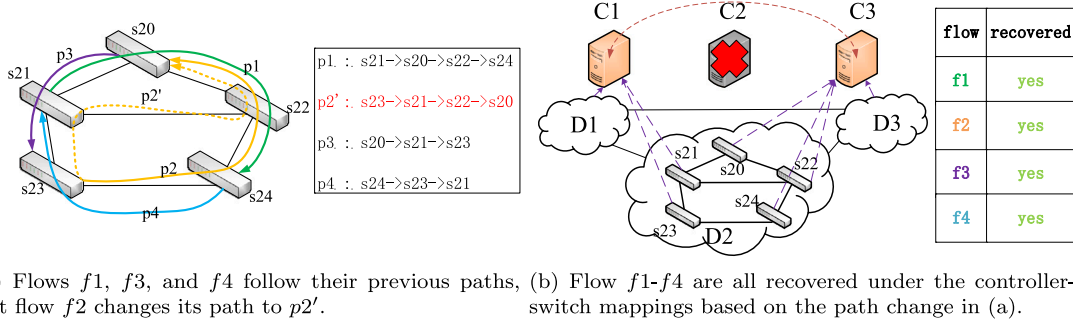 s20
p3
p1
s21
p2'
s22
p2
s23
s24
p4
p1 : s21->s20->s22->s24
p2': s23->s21->s22->s20
p3 : s20->s21->s23
p4 : s24->s23->s21
C1 C2 C3
D1
D3
s21
s20
s22
s24
s23
D2
flow recovered
f1 yes
f2 yes
f3 yes
f4 yes
) Flows f1, f3, and f4 follow their previous paths,
t flow f2 changes its path to p2′.
(b) Flow f1-f4 are all recovered under the controller-
switch mappings based on the path change in (a).